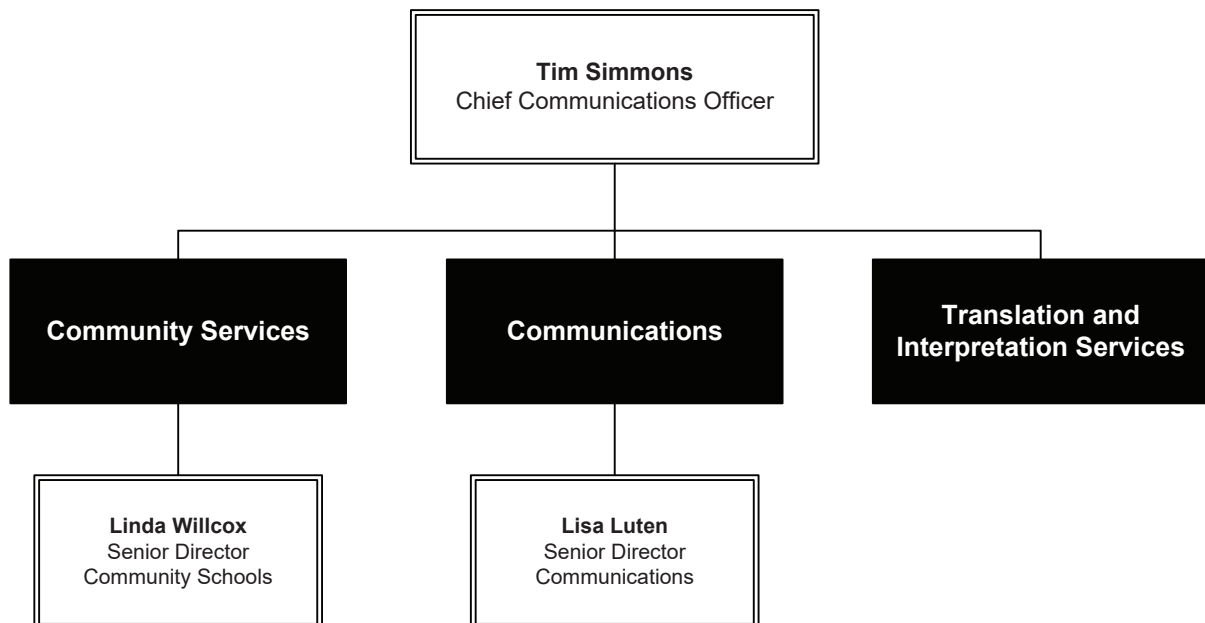 Tim Simmons
Chief Communications Officer
Community Services
Communications
Translation and
Interpretation Services
Linda Willcox
Senior Director
Community Schools
Lisa Luten
Senior Director
Communications